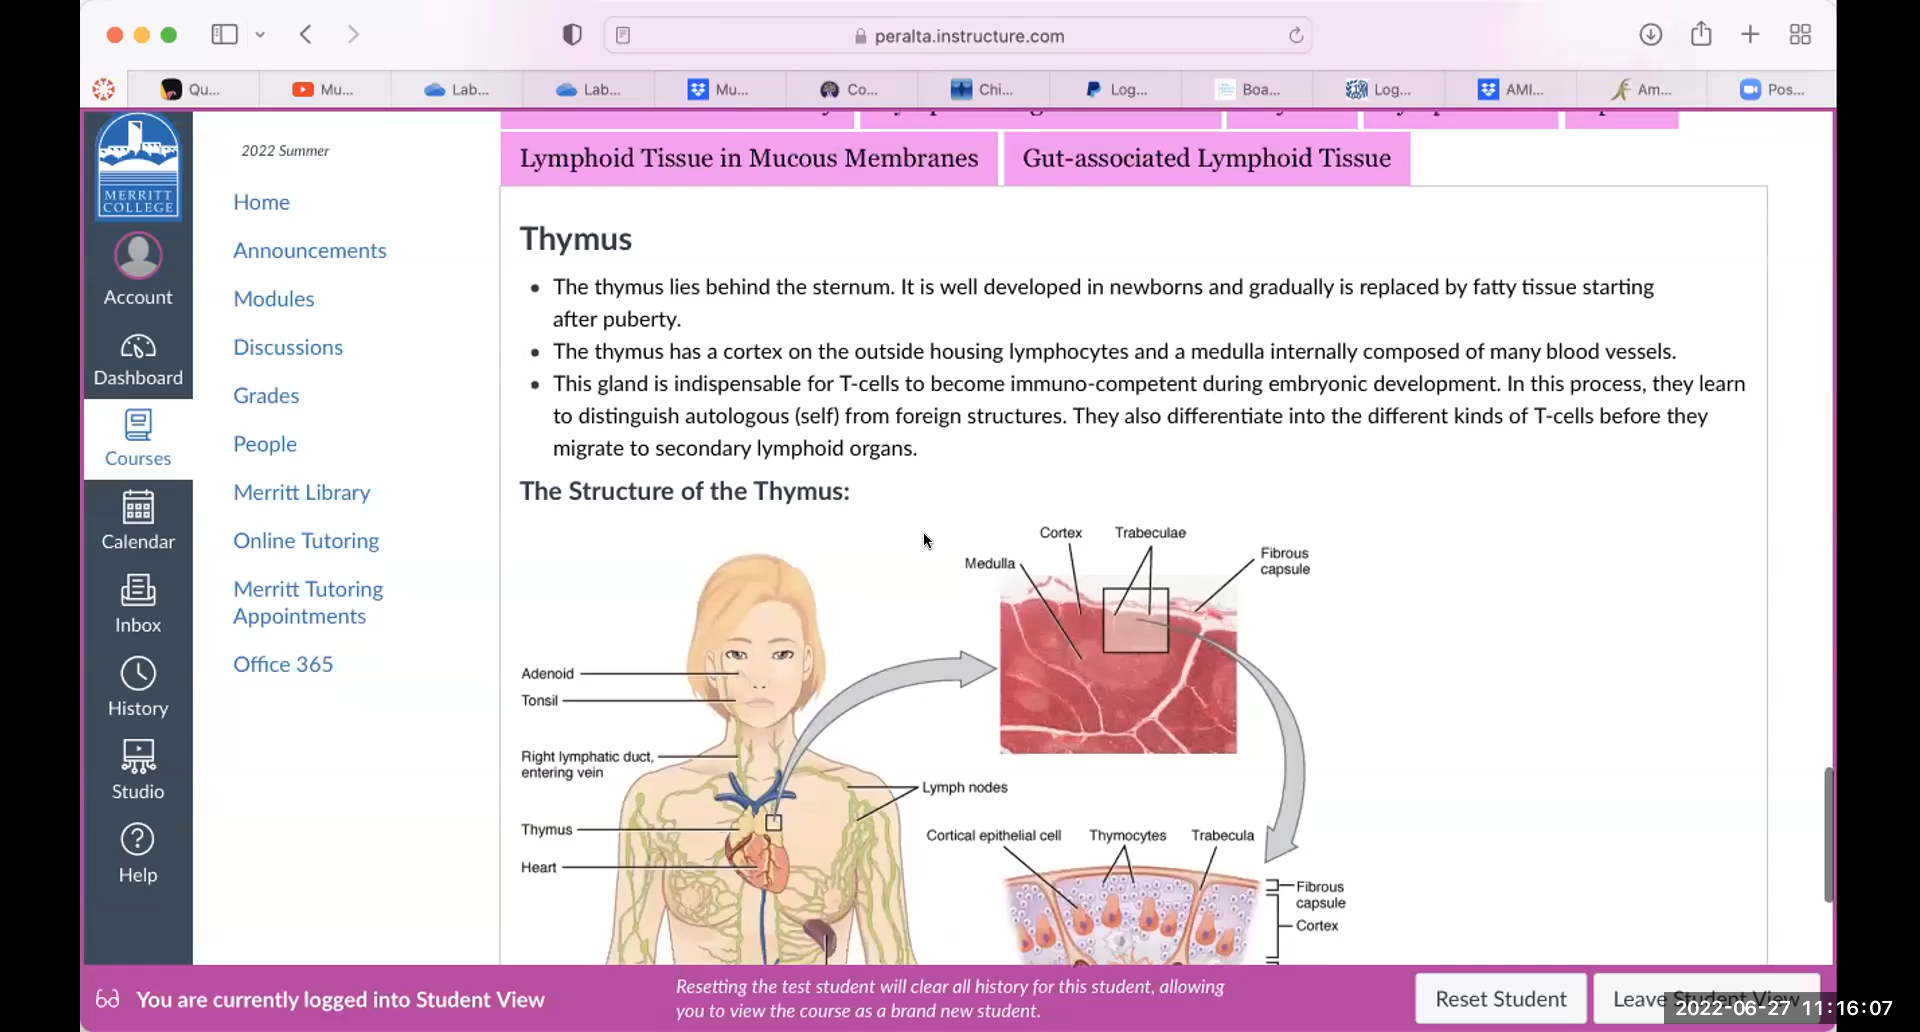 peralta.instructure.com
Qu...
Mu...
Lab...
Lab...
Mu...
Co...
Chi...
Log...
Boa...
Log...
AMI...
Am...
Pos...
MERRITT
COLLEGE
Account
Dashboard
Courses
Calendar
Inbox
History
Studio
Help
2022 Summer
Home
Announcements
Modules
Discussions
Grades
People
Merritt Library
Online Tutoring
Merritt Tutoring
Appointments
Office 365
Lymphoid Tissue in Mucous Membranes
Gut-associated Lymphoid Tissue
Thymus
• The thymus lies behind the sternum. It is well developed in newborns and gradually is replaced by fatty tissue starting
after puberty.
• The thymus has a cortex on the outside housing lymphocytes and a medulla internally composed of many blood vessels.
• This gland is indispensable for T-cells to become immuno-competent during embryonic development. In this process, they learn
to distinguish autologous (self) from foreign structures. They also differentiate into the different kinds of T-cells before they
migrate to secondary lymphoid organs.
The Structure of the Thymus:
Cortex
Trabeculae
Medulla
Fibrous
capsule
Adenoid
Tonsil
Right lymphatic duct,
entering vein
Lymph nodes
Thymus
Heart
Cortical epithelial cell
Thymocytes
Trabecula
Fibrous
capsule
Cortex
You are currently logged into Student View
Resetting the test student will clear all history for this student, allowing
you to view the course as a brand new student.
Reset Student
Leave Student View
2022-06-27 11:16:07